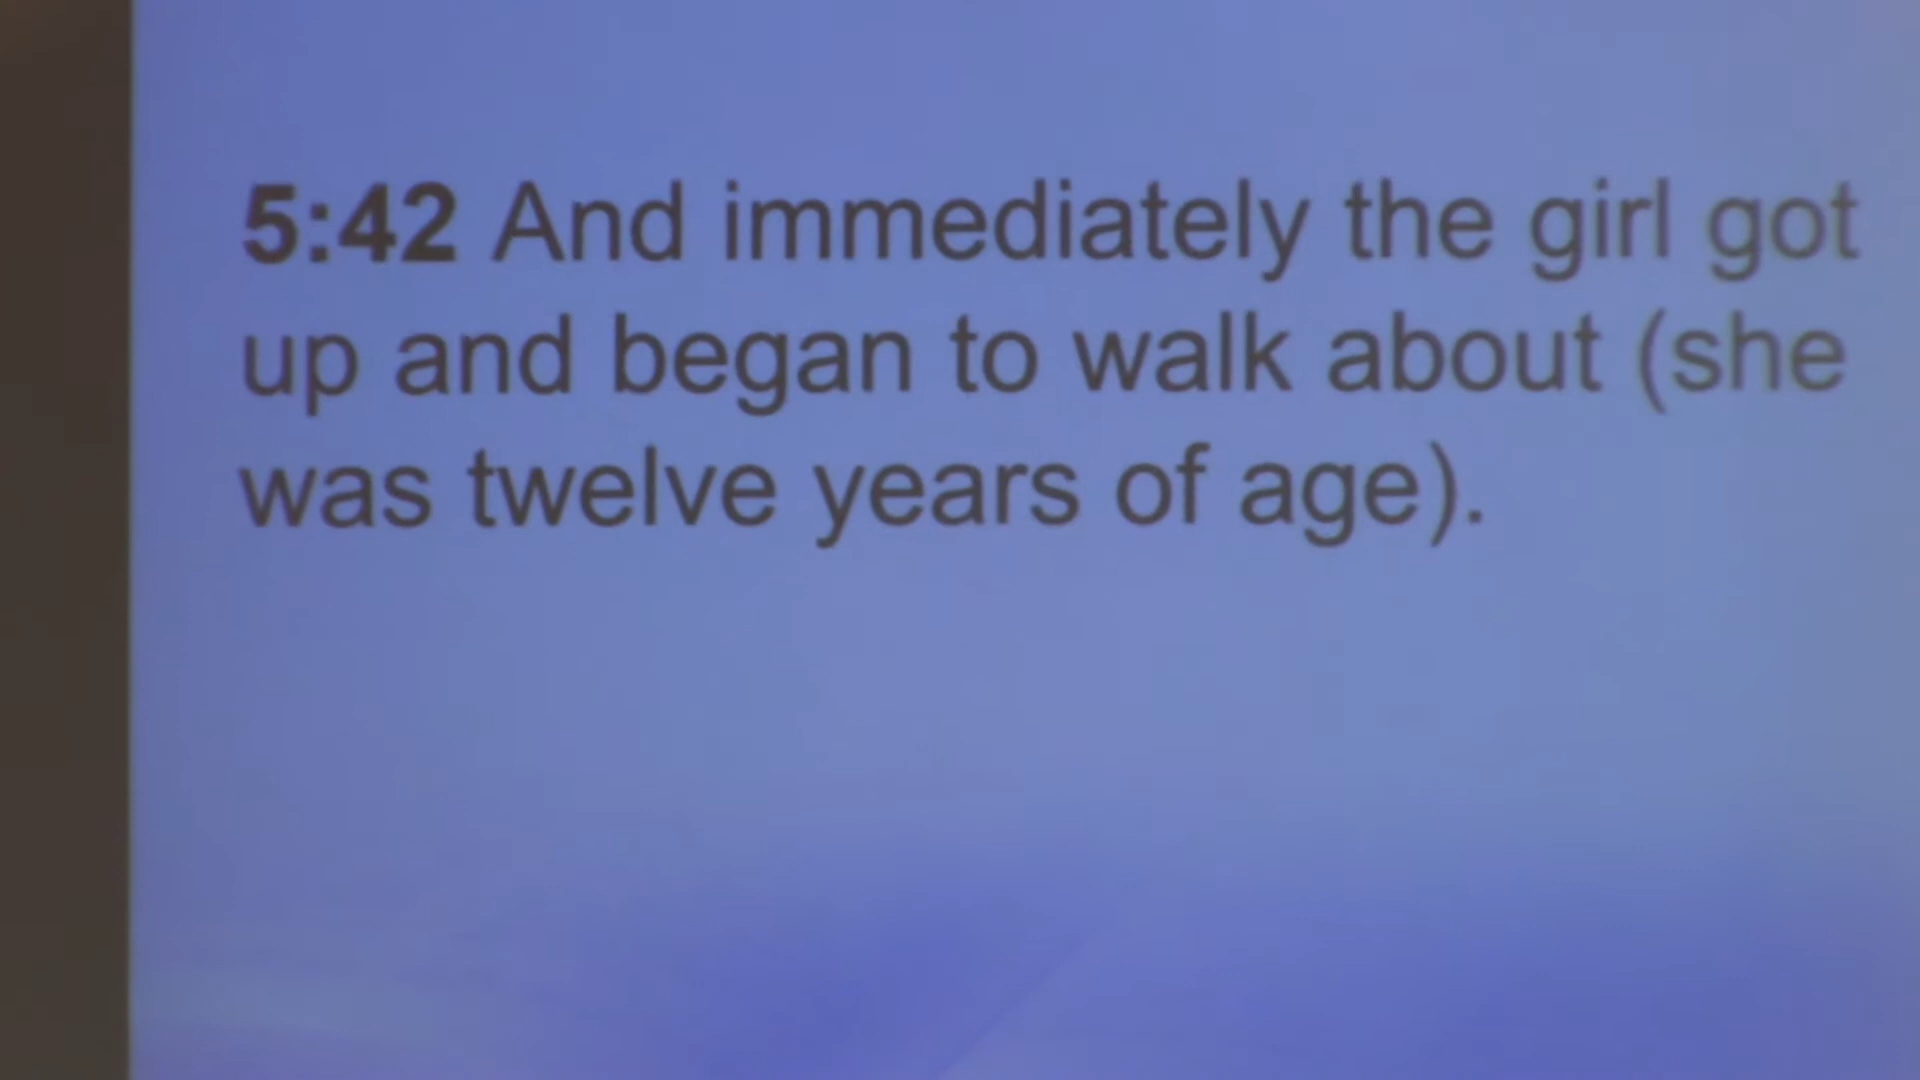 5:42 And immediately the girl got
up and began to walk about (she
was twelve years of age).